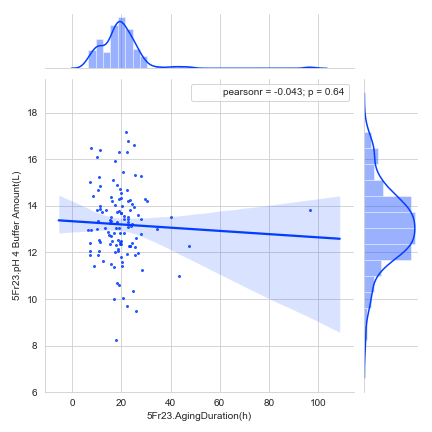 pearsonr = -0.043; p = 0.64
18
16
14
12
10
8
6
5Fr23.pH 4 Buffer Amount(L)
0 20 40 60 80 100
5Fr23.AgingDuration(h)